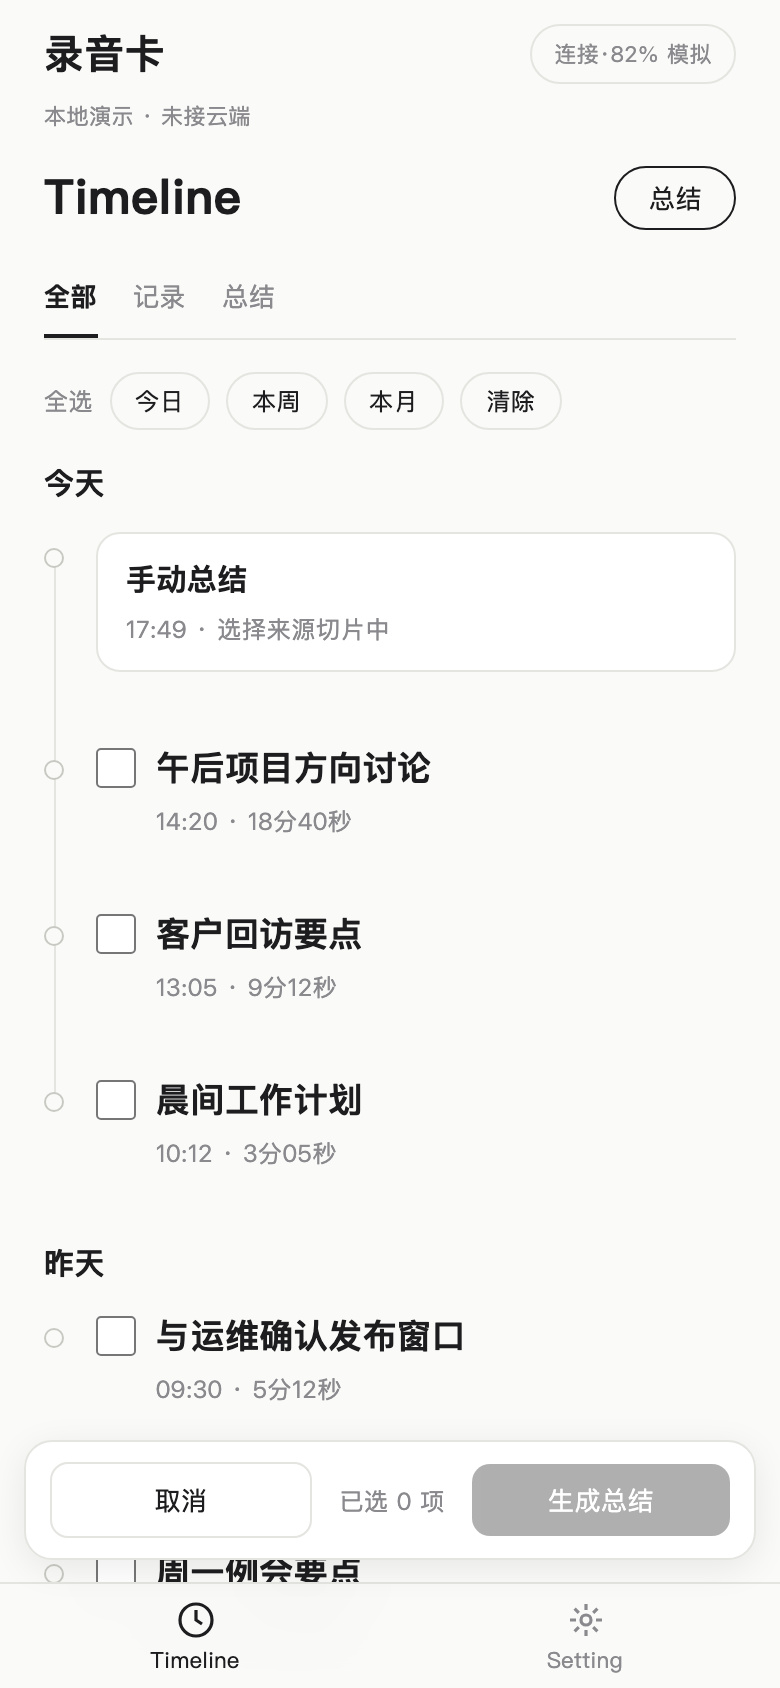 录音卡
连接·82% 模拟
本地演示 · 未接云端
Timeline
总结
全部 记录 总结
全选 今日 本周 本月 清除
今天
手动总结
17:49 · 选择来源切片中
午后项目方向讨论
14:20 · 18分40秒
客户回访要点
13:05 · 9分12秒
晨间工作计划
10:12 · 3分05秒
昨天
与运维确认发布窗口
09:30 · 5分12秒
取消 已选 0 项 生成总结
周一例会要点
Timeline Setting